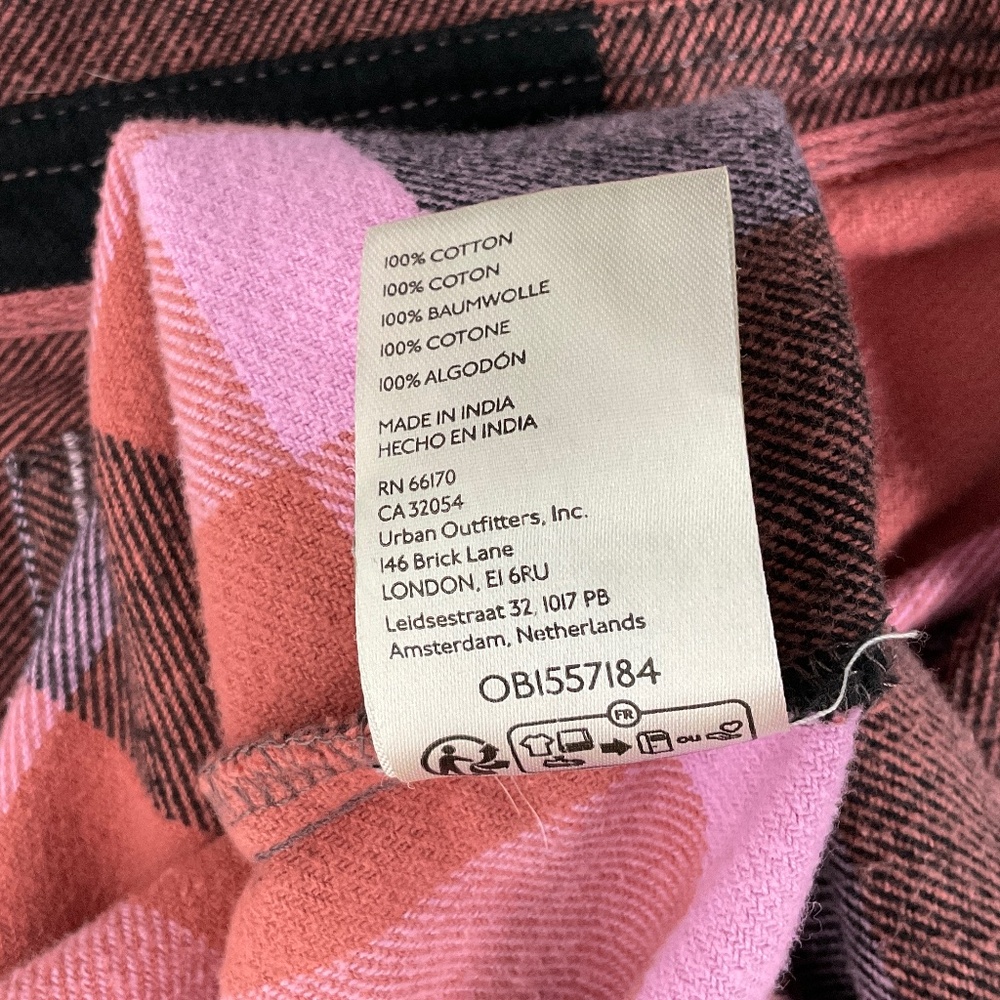 100% COTTON
100% COTON
100% BAUMWOLLE
100% COTONE
100% ALGODÓN
MADE IN INDIA
HECHO EN INDIA
RN 66170
CA 32054
Urban Outfitters, Inc.
146 Brick Lane
LONDON, E1 6RU
Leidsestraat 32, 1017 PB
Amsterdam, Netherlands
OB1557184
FR
OU